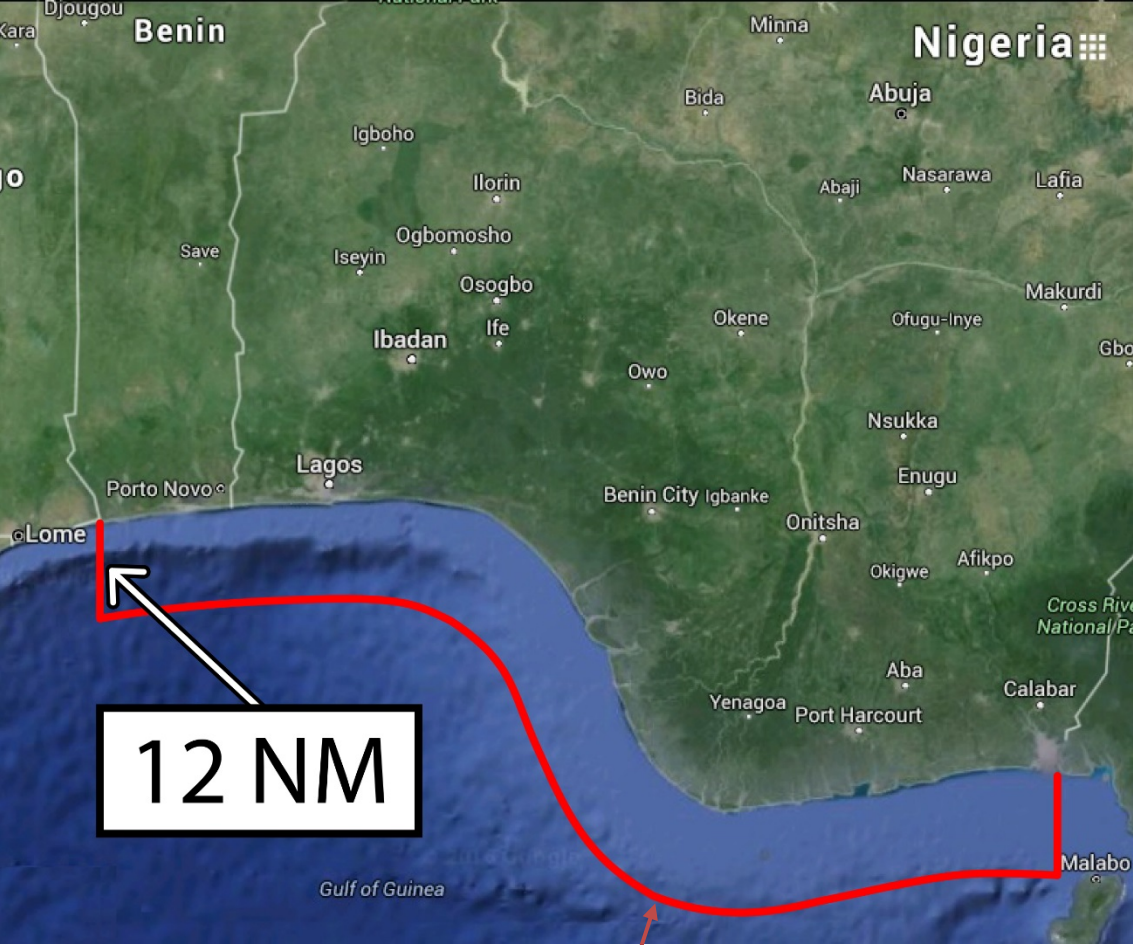 National Park
Djougou
Kara
Benin
Minna
Nigeria
Bida
Abuja
Igboho
go
Ilorin
Abaji
Nasarawa
Lafia
Ogbomosho
Save
Iseyin
Osogbo
Makurdi
Ife
Okene
Ofugu-Inye
Ibadan
Gbo
Owo
Nsukka
Lagos
Enugu
Porto Novo
Benin City
Igbanke
Onitsha
Lome
Afikpo
Okigwe
Cross Rive
National Pa
Aba
Calabar
Yenagoa
Port Harcourt
12 NM
Malabo
Gulf of Guinea